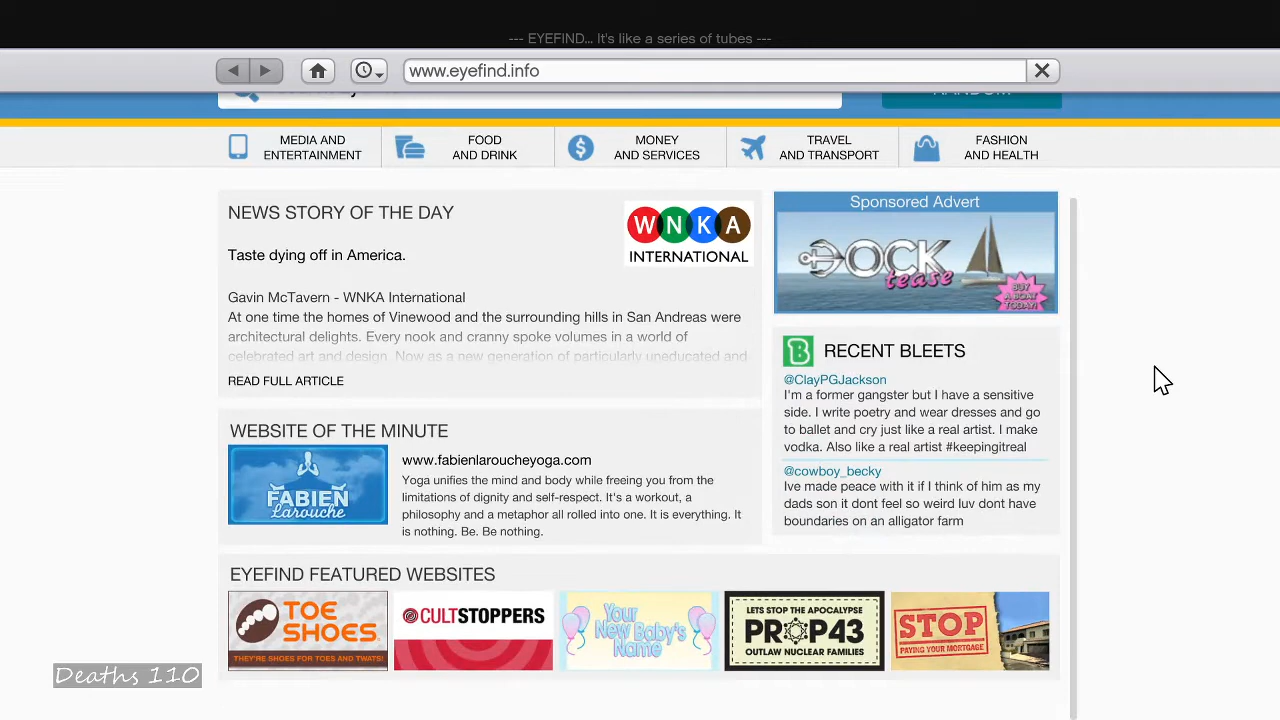 --- EYEFIND... It's like a series of tubes ---
www.eyefind.info
MEDIA AND
ENTERTAINMENT
FOOD
AND DRINK
MONEY
AND SERVICES
TRAVEL
AND TRANSPORT
FASHION
AND HEALTH
NEWS STORY OF THE DAY
WNKA
INTERNATIONAL
Taste dying off in America.
Gavin McTavern - WNKA International
At one time the homes of Vinewood and the surrounding hills in San Andreas were
architectural delights. Every nook and cranny spoke volumes in a world of
celebrated art and design. Now as a new generation of particularly uneducated and
READ FULL ARTICLE
Sponsored Advert
DOCK
tease
BUY
A BOAT
TODAY!
B
RECENT BLEETS
@ClayPGJackson
I'm a former gangster but I have a sensitive
side. I write poetry and wear dresses and go
to ballet and cry just like a real artist. I make
vodka. Also like a real artist #keepingitreal
@cowboy_becky
Ive made peace with it if I think of him as my
dads son it dont feel so weird luv dont have
boundaries on an alligator farm
WEBSITE OF THE MINUTE
FABIEN
Larouche
www.fabienlaroucheyoga.com
Yoga unifies the mind and body while freeing you from the
limitations of dignity and self-respect. It's a workout, a
philosophy and a metaphor all rolled into one. It is everything. It
is nothing. Be. Be nothing.
EYEFIND FEATURED WEBSITES
TOE
SHOES
THEY'RE SHOES FOR TOES AND TWATS!
CULTSTOPPERS
Your
New Baby's
Name
LETS STOP THE APOCALYPSE
PROP43
OUTLAW NUCLEAR FAMILIES
STOP
PAYING YOUR MORTGAGE
Deaths 110